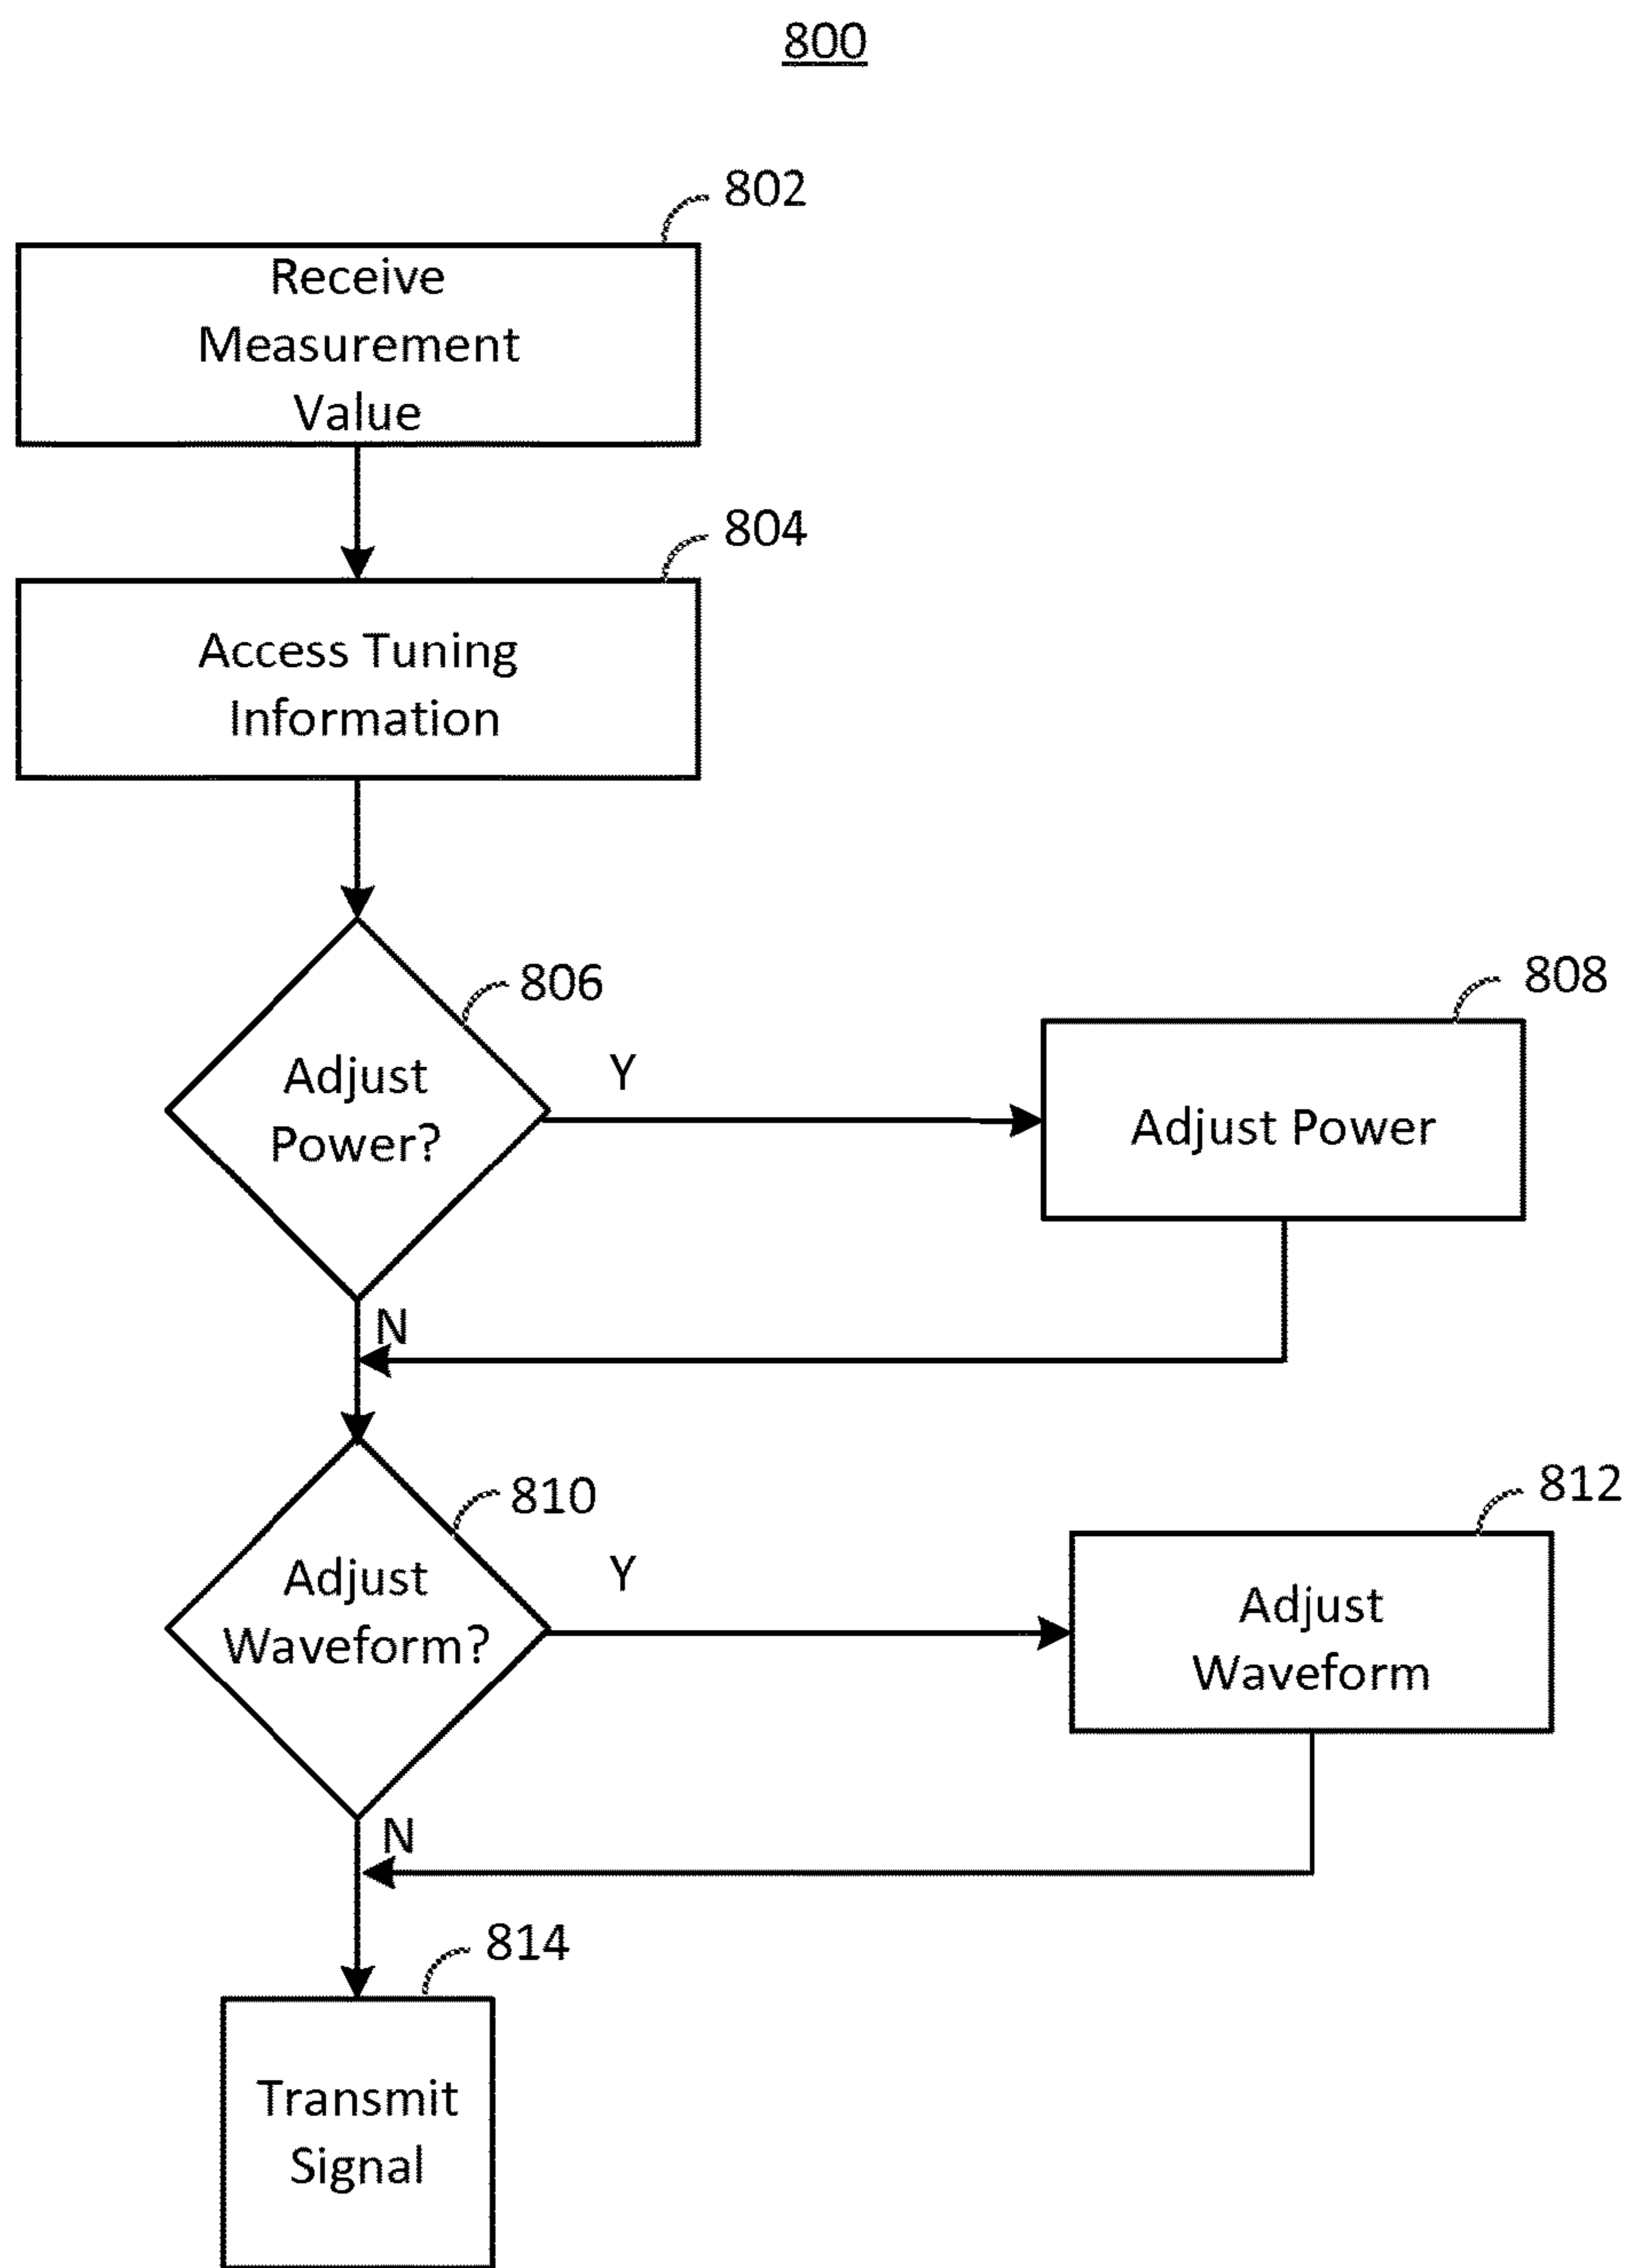 800
802
Receive
Measurement
Value
804
Access Tuning
Information
806
Adjust
Power?
Y
808
Adjust Power
N
810
Adjust
Waveform?
Y
812
Adjust
Waveform
N
814
Transmit
Signal